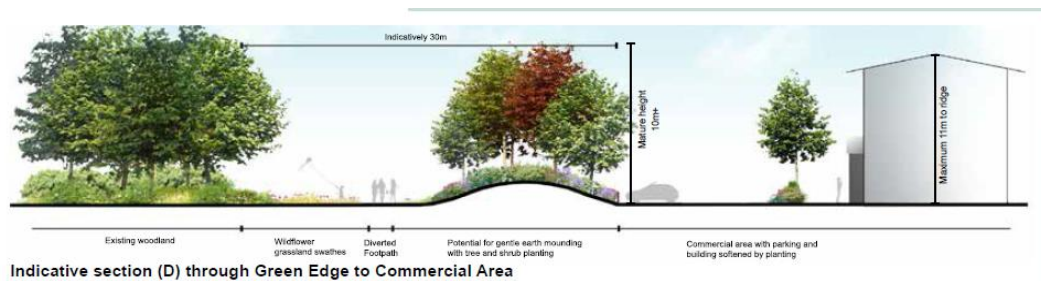 Indicatively 30m
Mature height
10m+
Maximum 11m to ridge
Existing woodland
Wildflower
grassland swathes
Diverted
Footpath
Potential for gentle earth mounding
with tree and shrub planting
Commercial area with parking and
building softened by planting
Indicative section (D) through Green Edge to Commercial Area